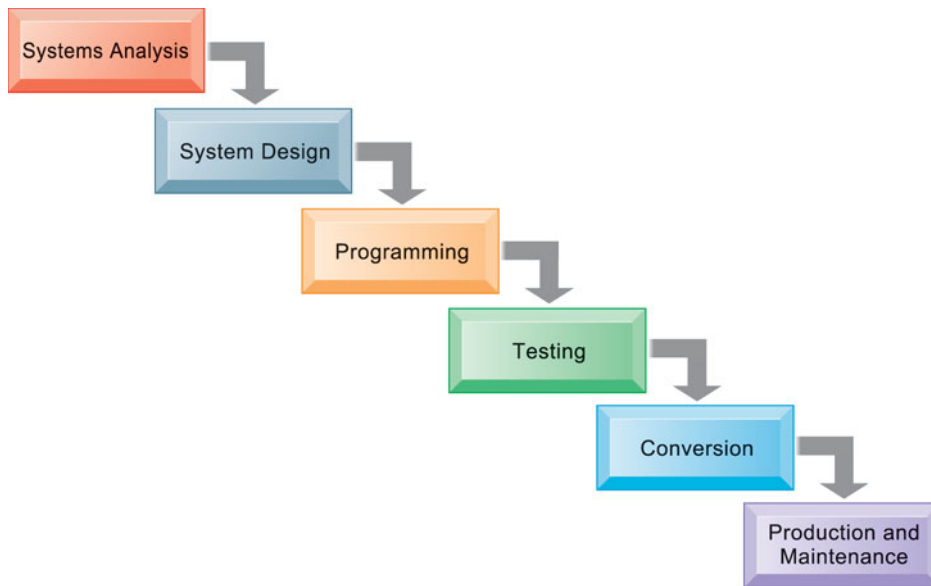 Systems Analysis
System Design
Programming
Testing
Conversion
Production and
Maintenance